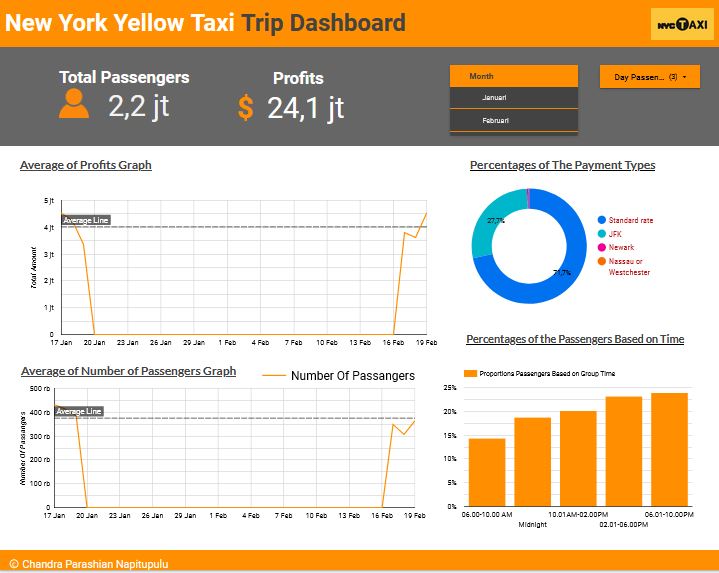 New York Yellow Taxi Trip Dashboard
NYC TAXI
Total Passengers
2,2 jt
Profits
$ 24,1 jt
Month
Januari
Februari
Day Passen... (3)
Average of Profits Graph
5 jt
4 jt
3 jt
2 jt
1 jt
0
Average Line
Total Amount
17 Jan 20 Jan 23 Jan 26 Jan 29 Jan 1 Feb 4 Feb 7 Feb 10 Feb 13 Feb 16 Feb 19 Feb
Percentages of The Payment Types
27,7%
71,7%
Standard rate
JFK
Newark
Nassau or
Westchester
Average of Number of Passengers Graph
Number Of Passangers
500 rb
400 rb
300 rb
200 rb
100 rb
0
Average Line
Number Of Passangers
17 Jan 20 Jan 23 Jan 26 Jan 29 Jan 1 Feb 4 Feb 7 Feb 10 Feb 13 Feb 16 Feb 19 Feb
Percentages of the Passengers Based on Time
Proportions Passengers Based on Group Time
25%
20%
15%
10%
5%
0%
06.00-10.00 AM 10.01AM-02.00PM 06.01-10.00PM
Midnight 02.01-06.00PM
© Chandra Parashian Napitupulu